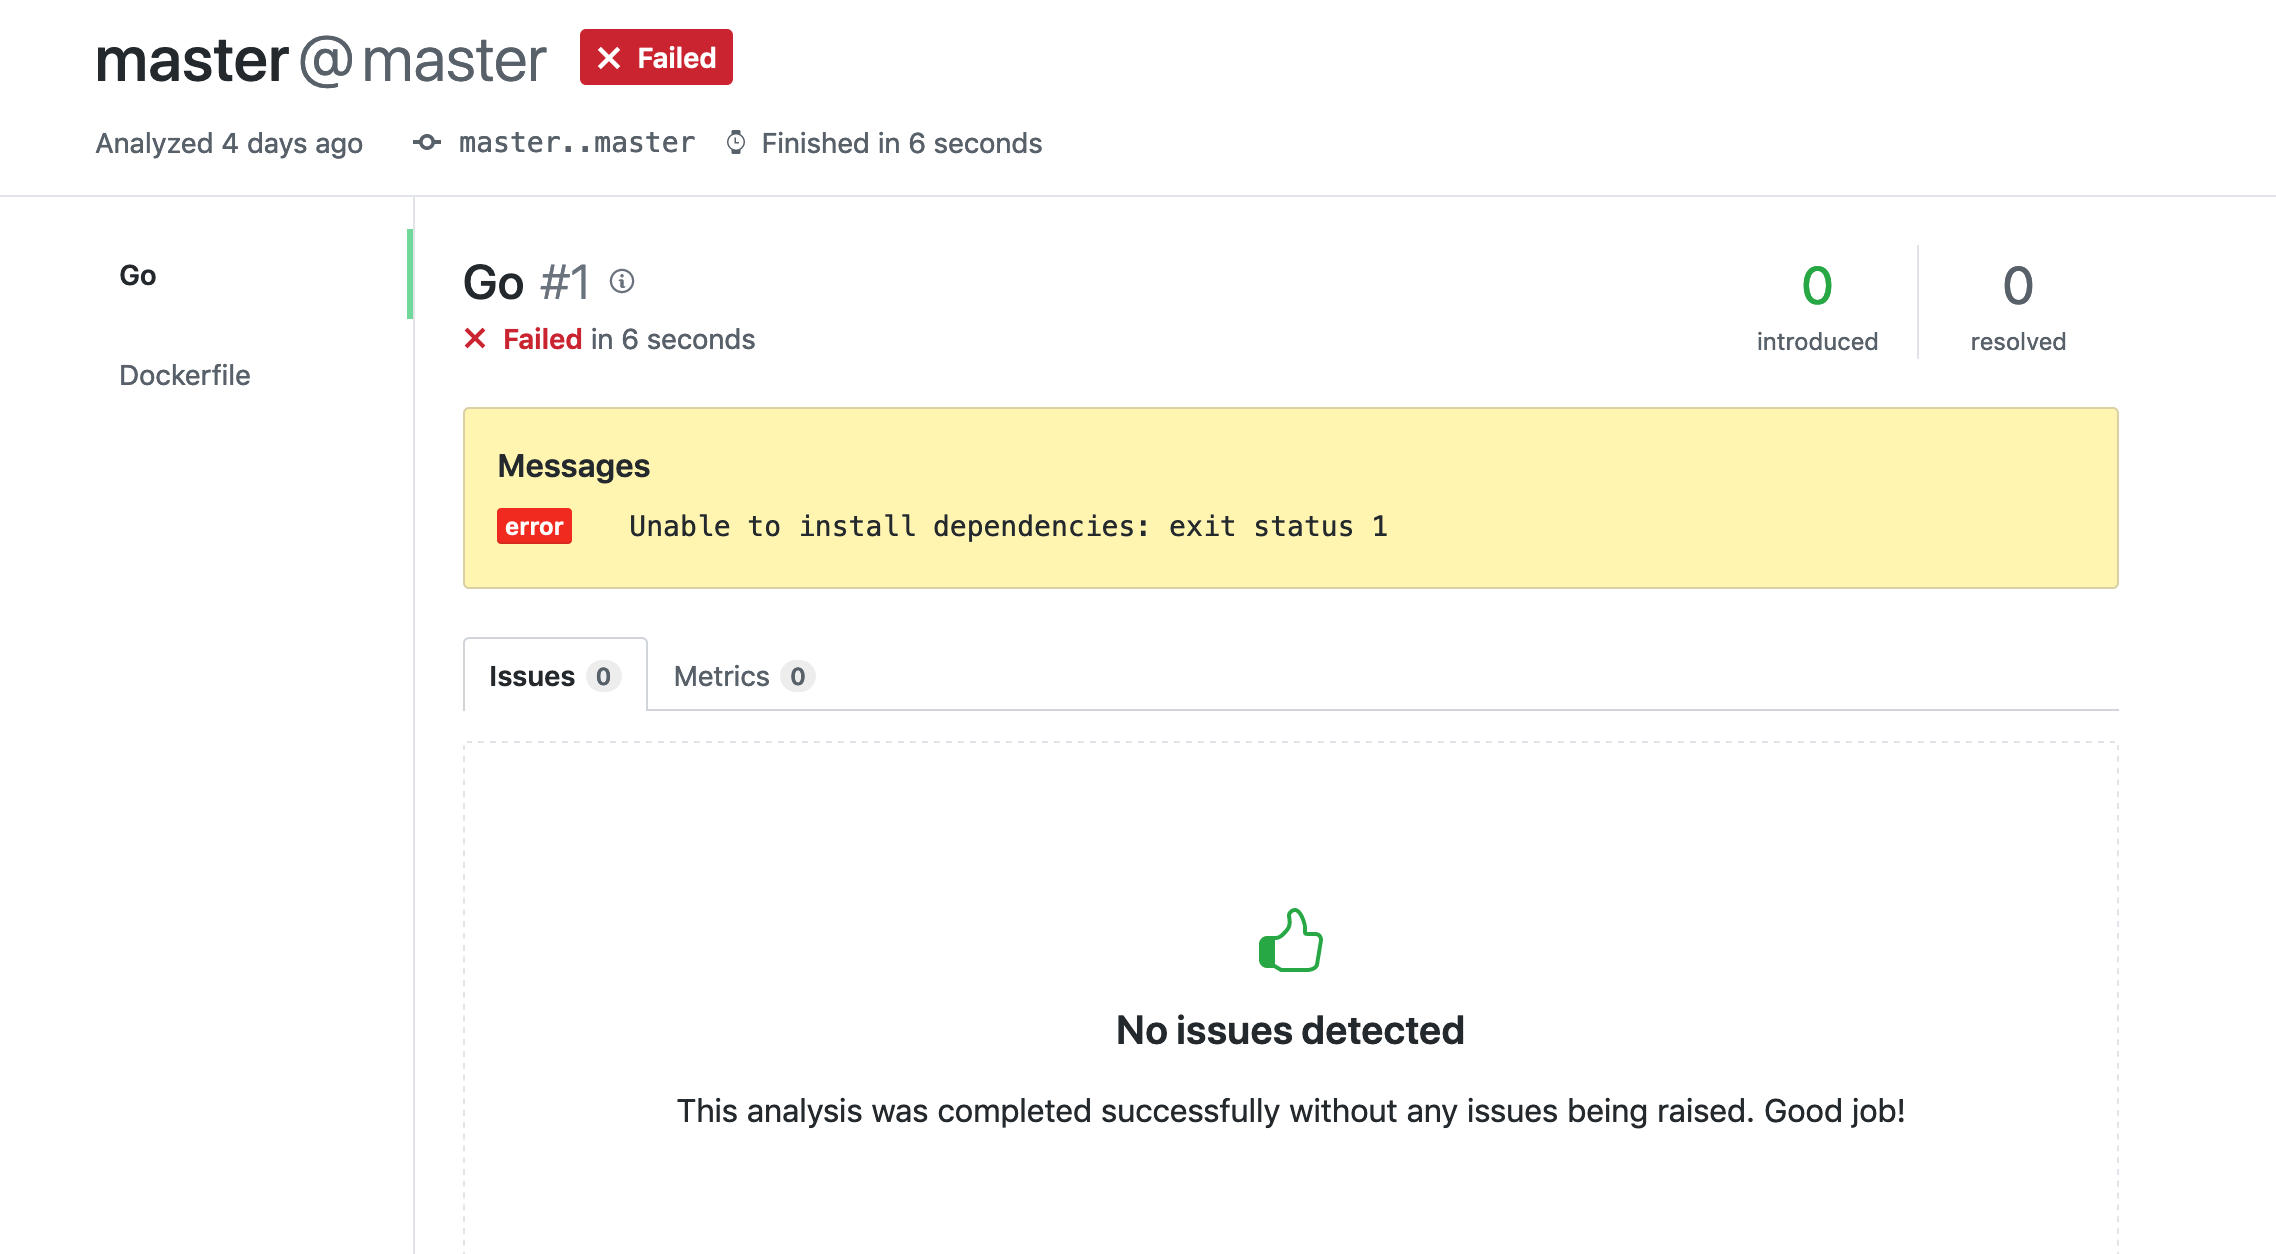 master@master Failed
Analyzed 4 days ago master..master Finished in 6 seconds
Go
Dockerfile
Go #1
Failed in 6 seconds
0 introduced
0 resolved
Messages
error Unable to install dependencies: exit status 1
Issues 0 Metrics 0
No issues detected
This analysis was completed successfully without any issues being raised. Good job!